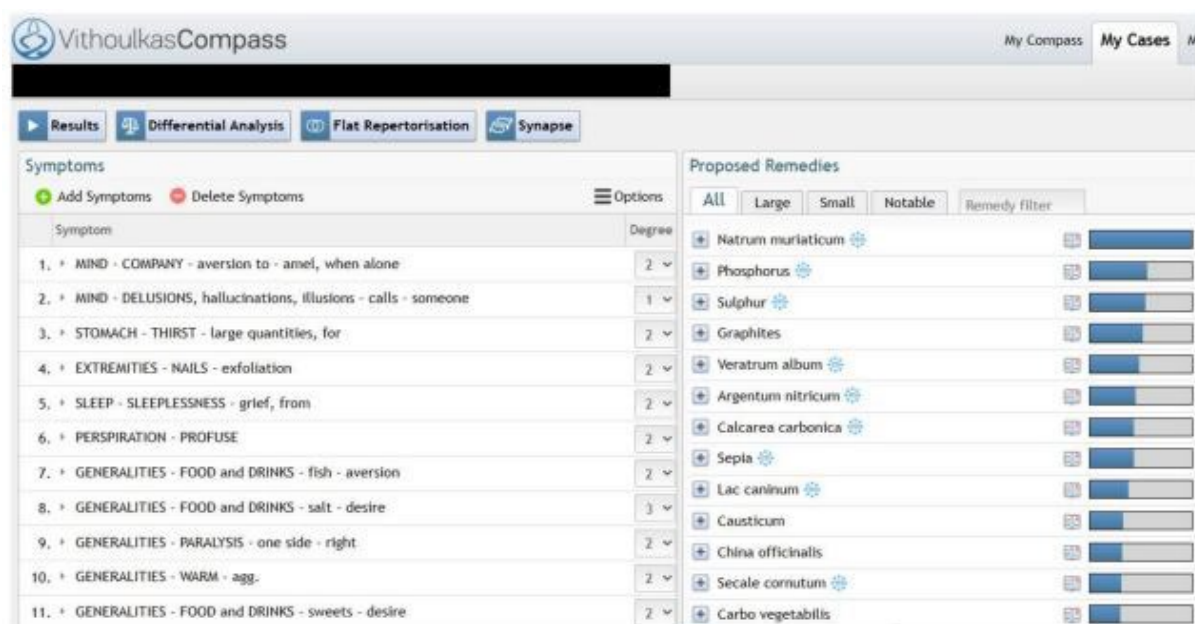 VithoulkasCompass
My Compass My Cases M
Results Differential Analysis Flat Repertorisation Synapse
Symptoms
Add Symptoms Delete Symptoms Options
Symptom Degree
1. MIND - COMPANY - aversion to - amel, when alone 2
2. MIND - DELUSIONS, hallucinations, illusions - calls - someone 1
3. STOMACH - THIRST - large quantities, for 2
4. EXTREMITIES - NAILS - exfoliation 2
5. SLEEP - SLEEPLESSNESS - grief, from 2
6. PERSPIRATION - PROFUSE 2
7. GENERALITIES - FOOD and DRINKS - fish - aversion 2
8. GENERALITIES - FOOD and DRINKS - salt - desire 3
9. GENERALITIES - PARALYSIS - one side - right 2
10. GENERALITIES - WARM - agg. 2
11. GENERALITIES - FOOD and DRINKS - sweets - desire 2
Proposed Remedies
All Large Small Notable Remedy filter
Natrum muriaticum
Phosphorus
Sulphur
Graphites
Veratrum album
Argentum nitricum
Calcarea carbonica
Sepia
Lac caninum
Causticum
China officinalis
Secale cornutum
Carbo vegetabilis